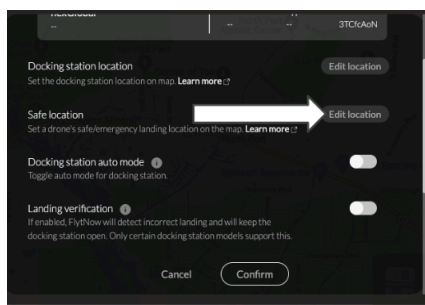 -- -- -- 3TCfcAoN
Docking station location
Edit location
Set the docking station location on map. Learn more
Safe location
Edit location
Set a drone's safe/emergency landing location on the map. Learn more
Docking station auto mode
Toggle auto mode for docking station.
Landing verification
If enabled, FlytNow will detect incorrect landing and will keep the
docking station open. Only certain docking station models support this.
Cancel Confirm